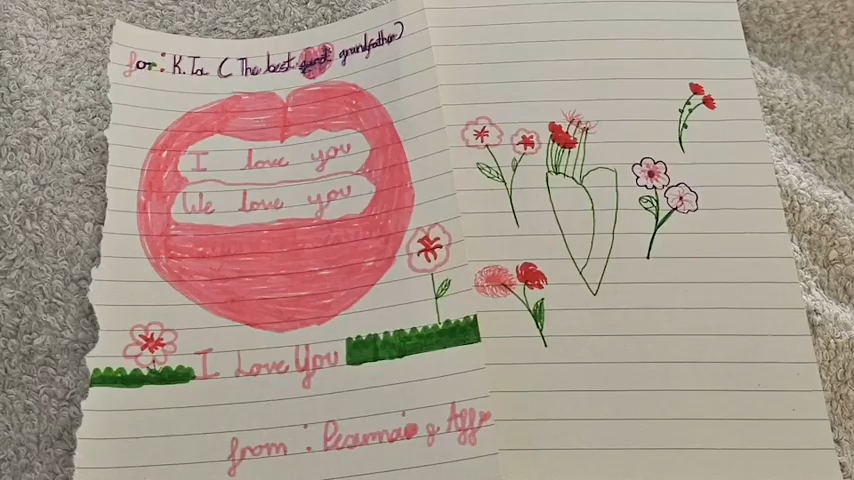 for: K. Ta (The best grandfather)
I love you
We love you
I Love You
from: &